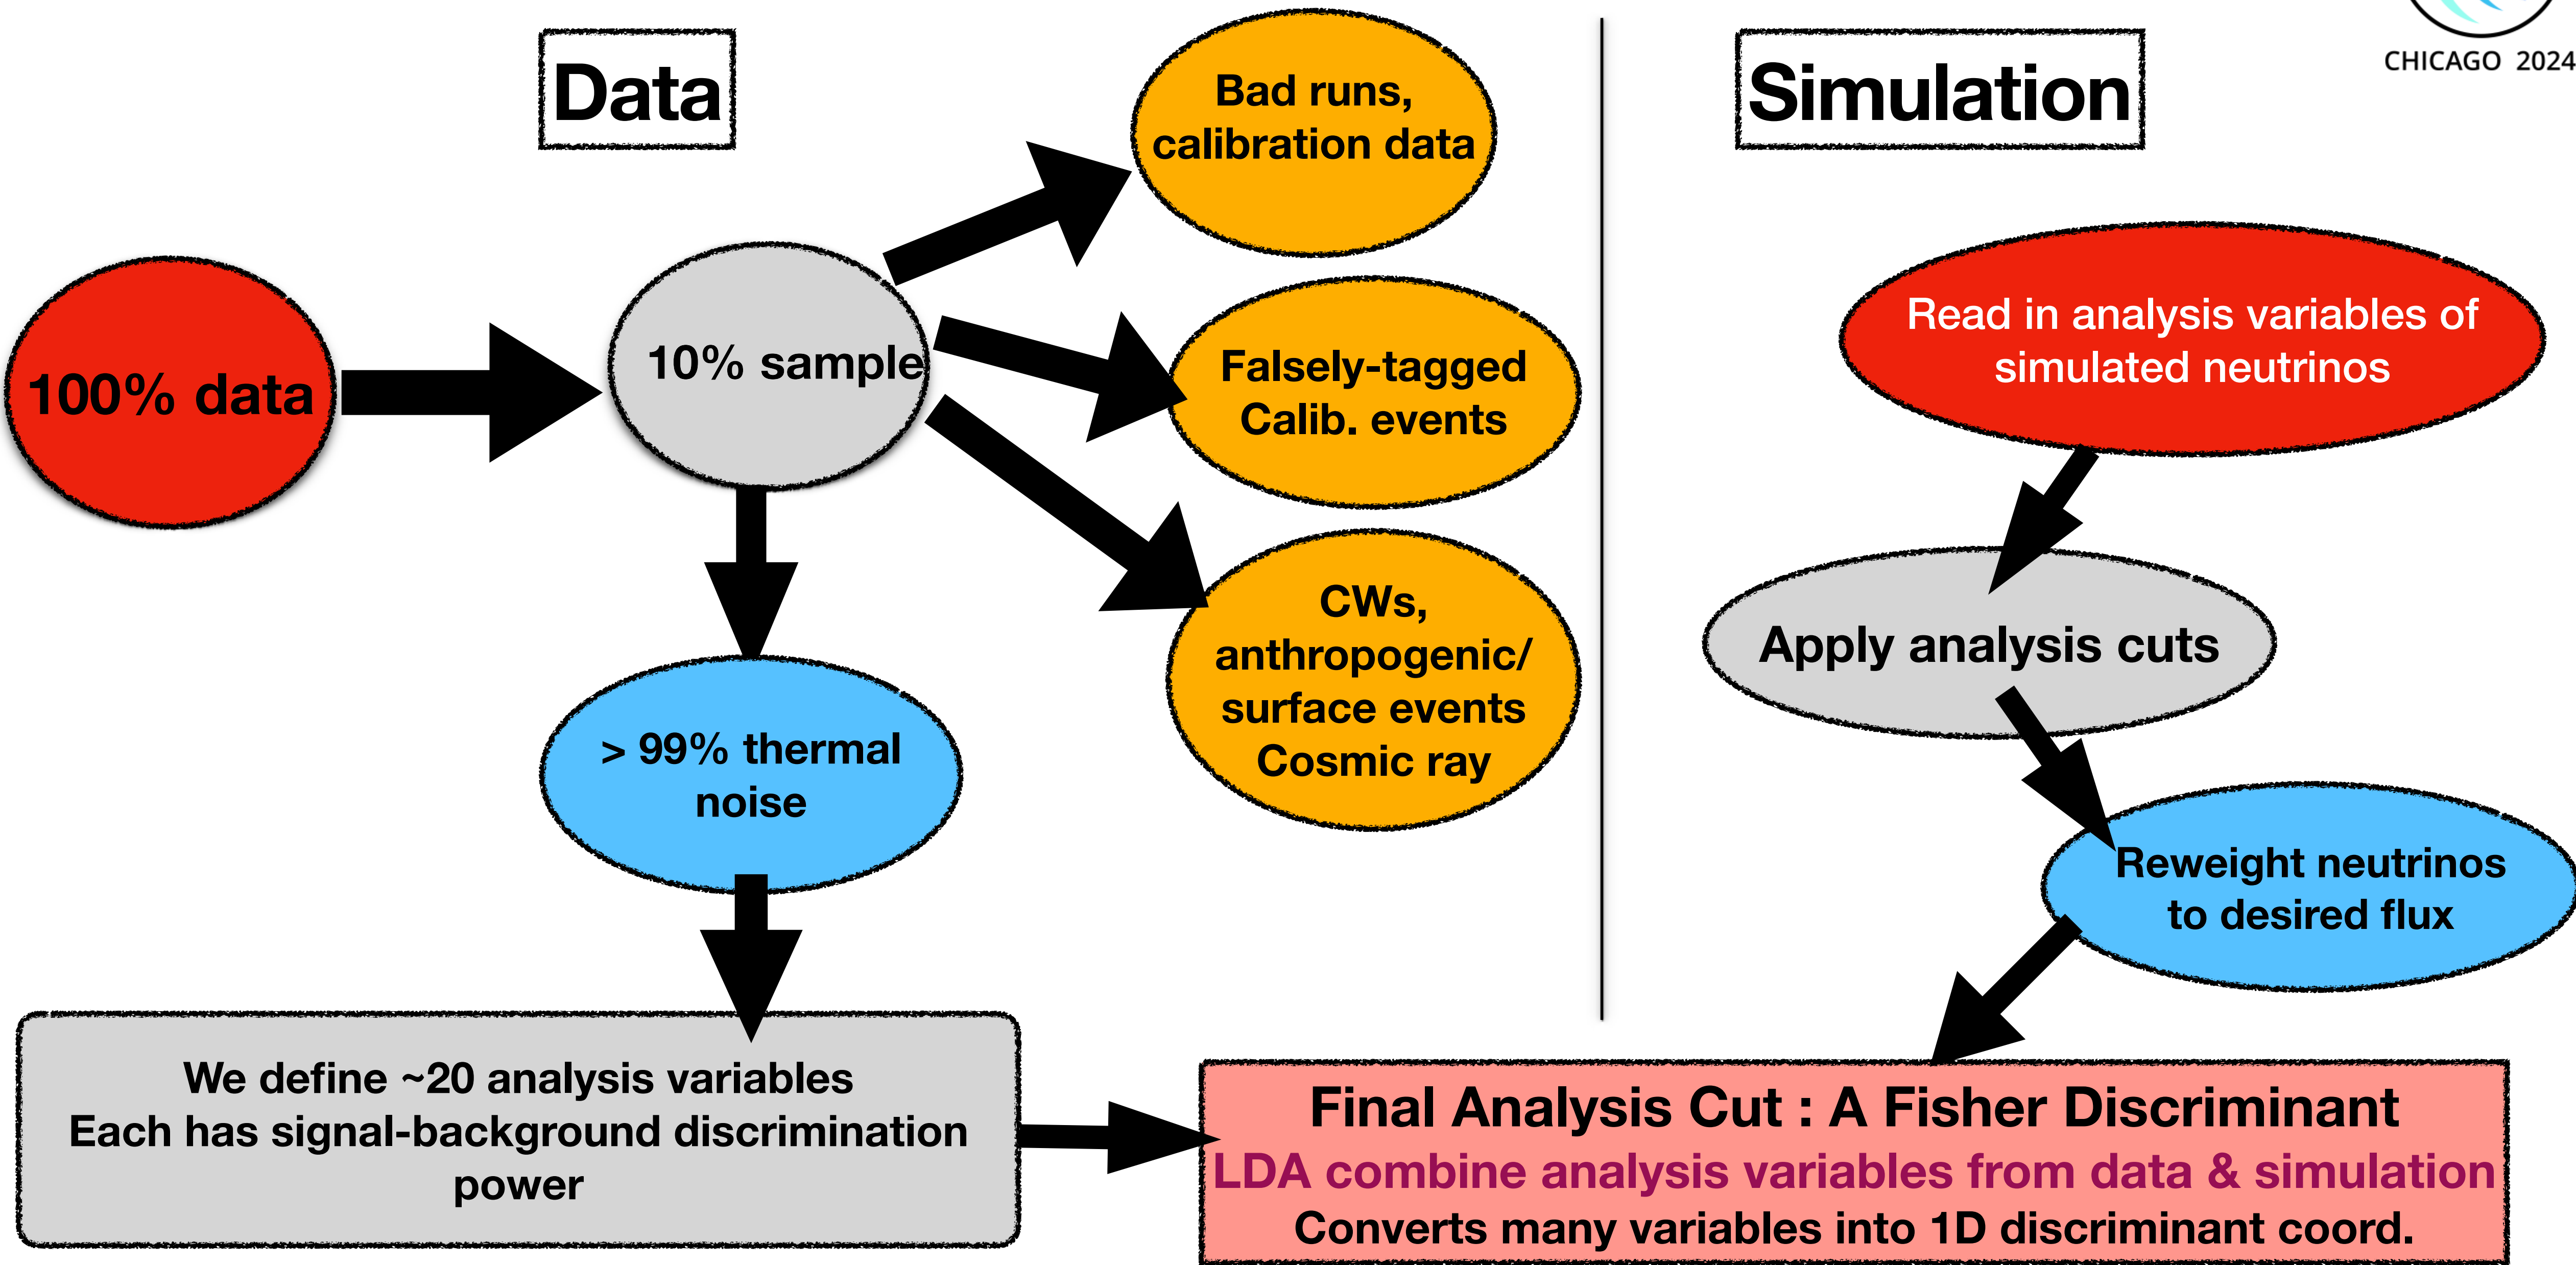 Data
Simulation
CHICAGO 2024
Bad runs,
calibration data
100% data
10% sample
Falsely-tagged
Calib. events
CWs,
anthropogenic/
surface events
Cosmic ray
> 99% thermal
noise
We define ~20 analysis variables
Each has signal-background discrimination
power
Read in analysis variables of
simulated neutrinos
Apply analysis cuts
Reweight neutrinos
to desired flux
Final Analysis Cut : A Fisher Discriminant
LDA combine analysis variables from data & simulation
Converts many variables into 1D discriminant coord.